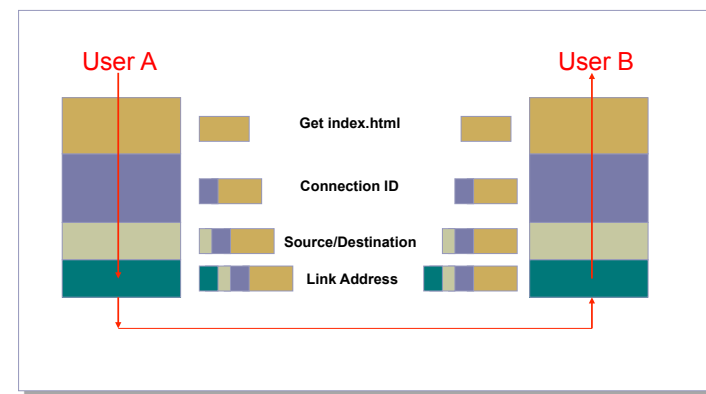 User A
User B
Get index.html
Connection ID
Source/Destination
Link Address